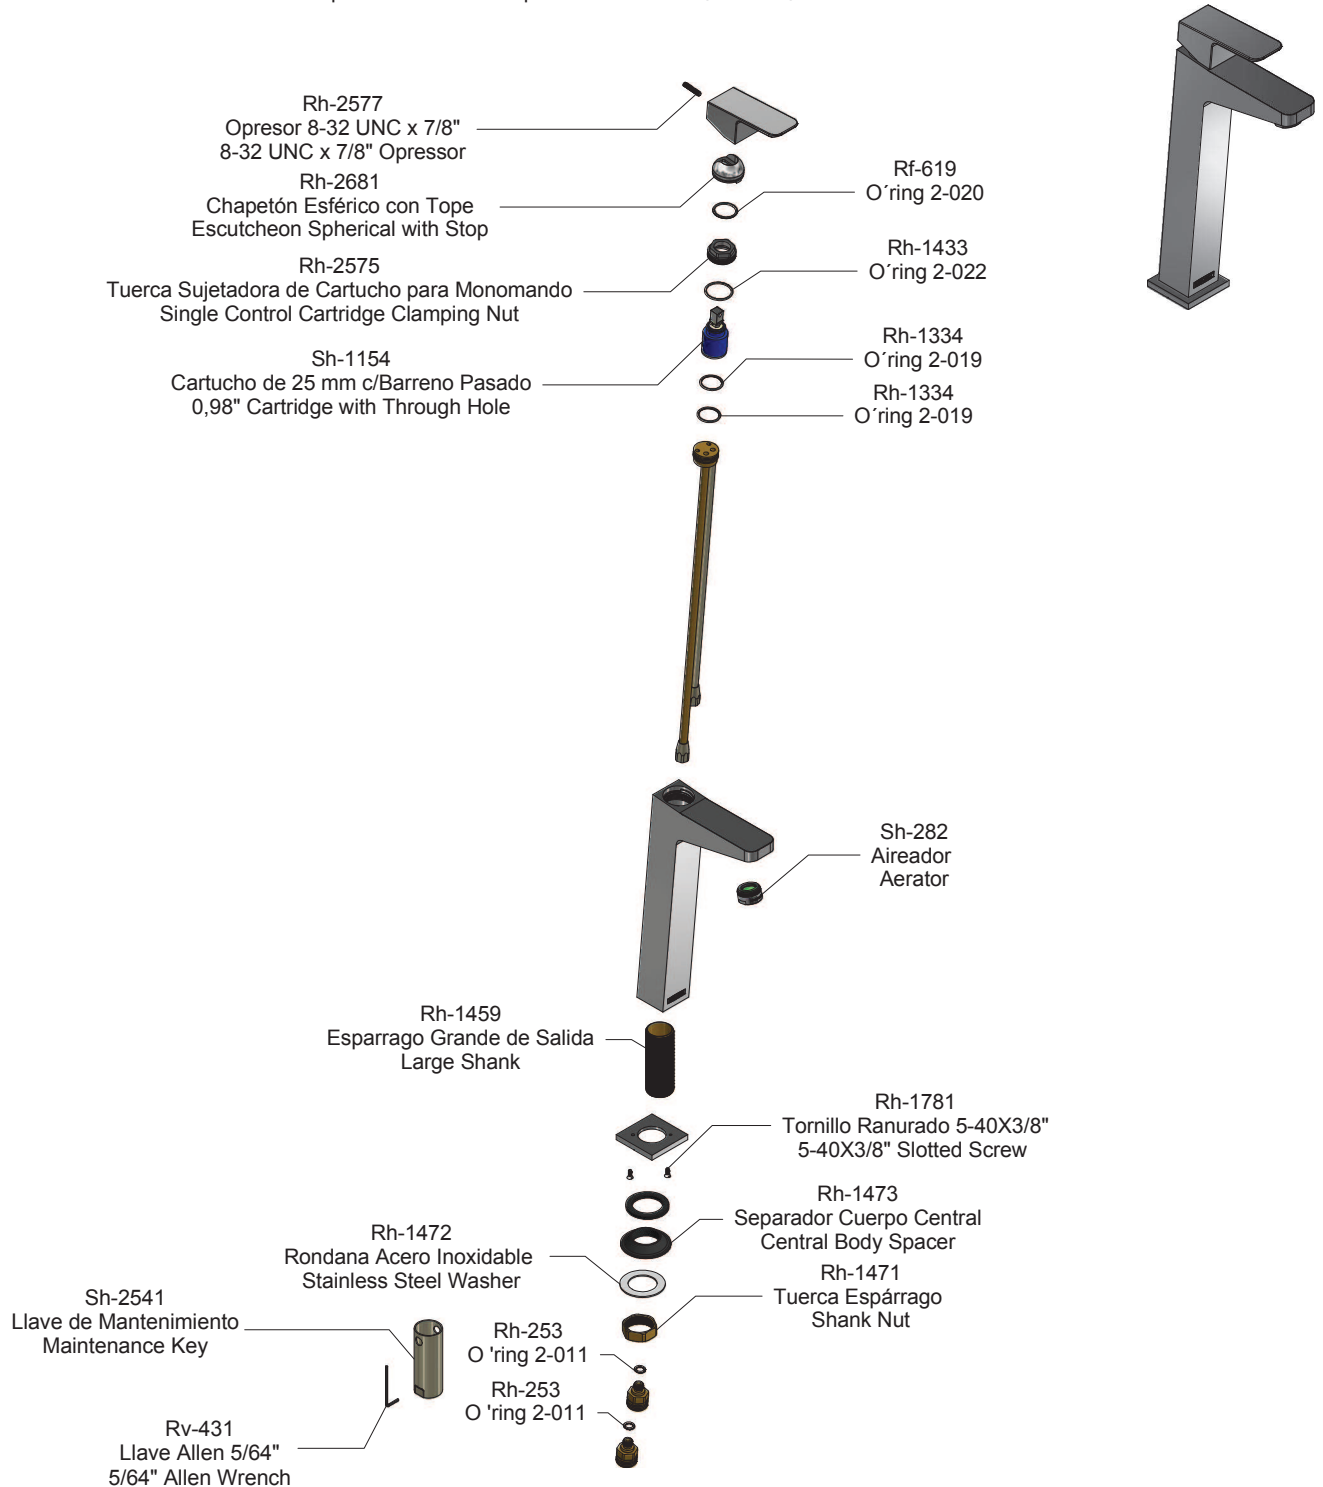 Rh-2577
Opresor 8-32 UNC x 7/8"
8-32 UNC x 7/8" Opressor
Rh-2681
Chapetón Esférico con Tope
Escutcheon Spherical with Stop
Rh-2575
Tuerca Sujetadora de Cartucho para Monomando
Single Control Cartridge Clamping Nut
Sh-1154
Cartucho de 25 mm c/Barreno Pasado
0,98" Cartridge with Through Hole
Rf-619
O´ring 2-020
Rh-1433
O´ring 2-022
Rh-1334
O´ring 2-019
Rh-1334
O´ring 2-019
Sh-282
Aireador
Aerator
Rh-1459
Esparrago Grande de Salida
Large Shank
Rh-1781
Tornillo Ranurado 5-40X3/8"
5-40X3/8" Slotted Screw
Rh-1473
Separador Cuerpo Central
Central Body Spacer
Rh-1472
Rondana Acero Inoxidable
Stainless Steel Washer
Rh-1471
Tuerca Espárrago
Shank Nut
Sh-2541
Llave de Mantenimiento
Maintenance Key
Rh-253
O 'ring 2-011
Rh-253
O 'ring 2-011
Rv-431
Llave Allen 5/64"
5/64" Allen Wrench